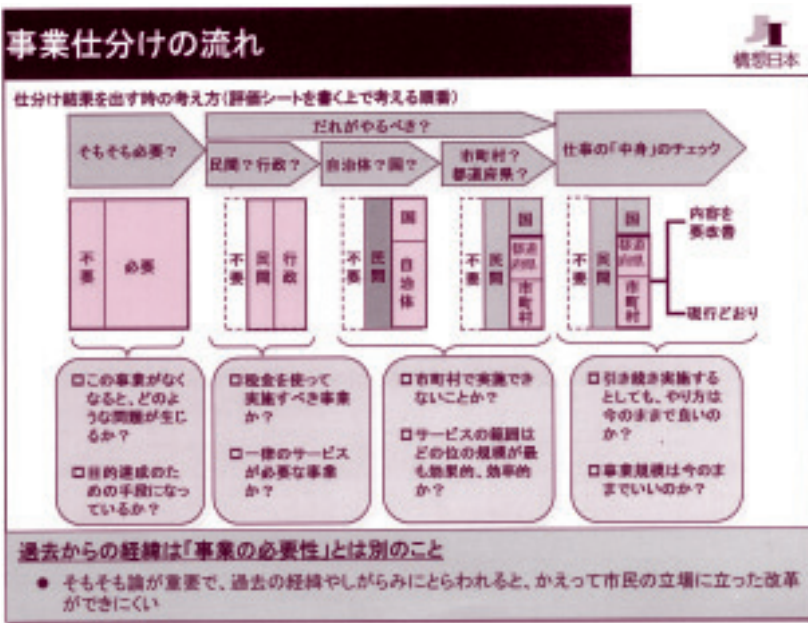 事業仕分けの流れ
構想日本
仕分け結果を出す時の考え方(評価シートを書く上で考える順番)
そもそも必要?
だれがやるべき?
民間?行政?
自治体?国?
市町村?
都道府県?
仕事の「中身」のチェック
不要
必要
不要
民間
行政
不要
民間
国
自治体
不要
民間
国
都道
府県
市町村
不要
民間
国
都道
府県
市町村
内容を
要改善
現行どおり
□この事業がなく
なると、どのよ
うな問題が生じ
るか?
□目的達成のた
めの手段になっ
ているか?
□税金を使って
実施すべき事業
か?
□一律のサービス
が必要な事業
か?
□市町村で実施でき
ないことか?
□サービスの範囲は
どの位の規模が最
も効果的、効率的
か?
□引き続き実施する
としても、やり方は
今のままで良いの
か?
□事業規模は今のま
までいいのか?
過去からの経緯は「事業の必要性」とは別のこと
● そもそも論が重要で、過去の経緯やしがらみにとらわれると、かえって市民の立場に立った改革
ができにくい